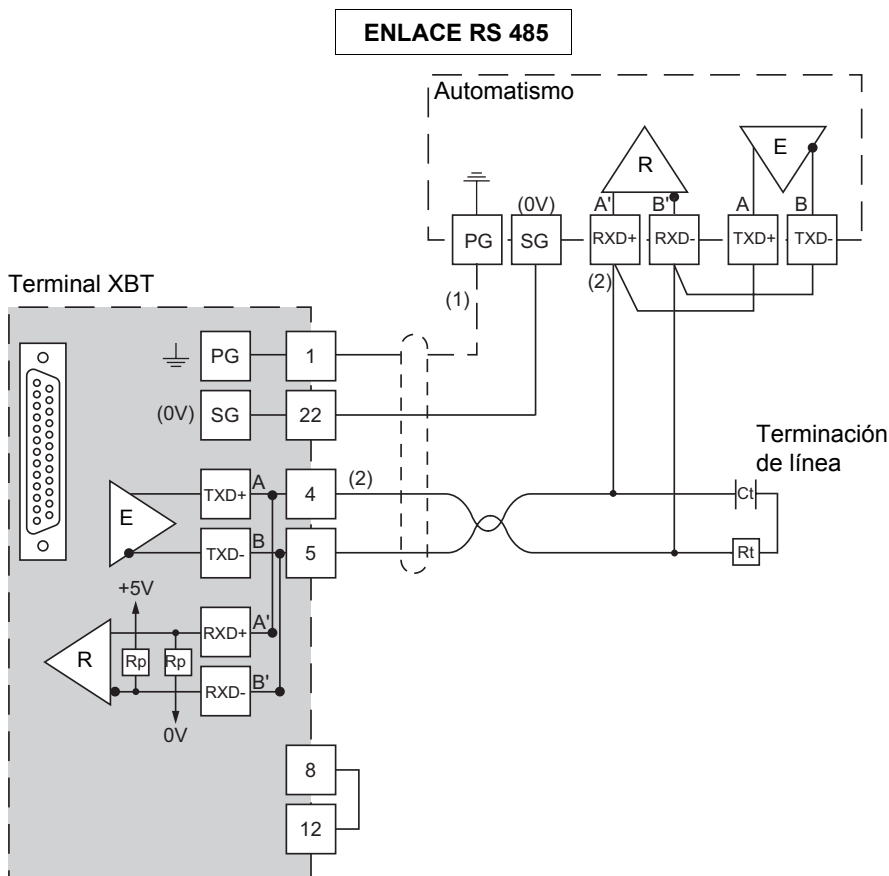 ENLACE RS 485
Automatismo
R
E
(0V)
A'
B'
A
B
PG
SG
RXD+
RXD-
TXD+
TXD-
(1)
(2)
Terminal XBT
PG
1
(0V)
SG
22
Terminación
de línea
E
TXD+
A
4
(2)
Ct
TXD-
B
5
Rt
+5V
R
Rp
Rp
RXD+
A'
RXD-
B'
0V
8
12